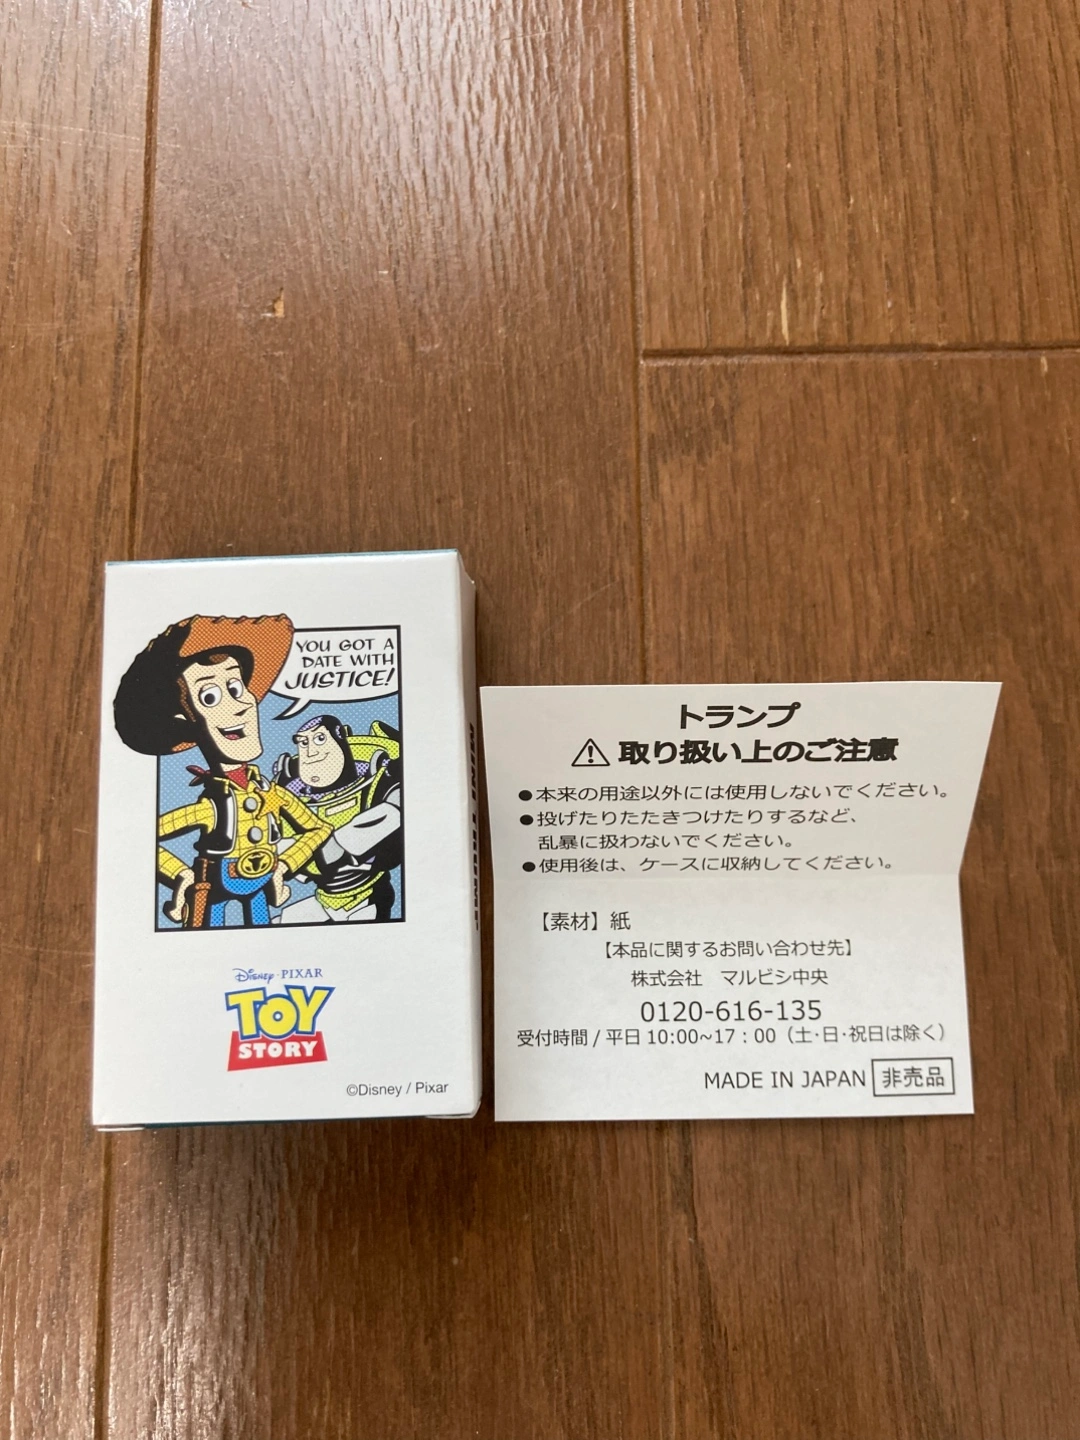 YOU GOT A
DATE WITH
JUSTICE!
Disney·PIXAR
TOY
STORY
©Disney / Pixar
トランプ
⚠ 取り扱い上のご注意
●本来の用途以外には使用しないでください。
●投げたりたたきつけたりするなど、
乱暴に扱わないでください。
●使用後は、ケースに収納してください。
【素材】紙
【本品に関するお問い合わせ先】
株式会社 マルビシ中央
0120-616-135
受付時間 / 平日 10:00~17:00（土・日・祝日は除く）
MADE IN JAPAN 非売品